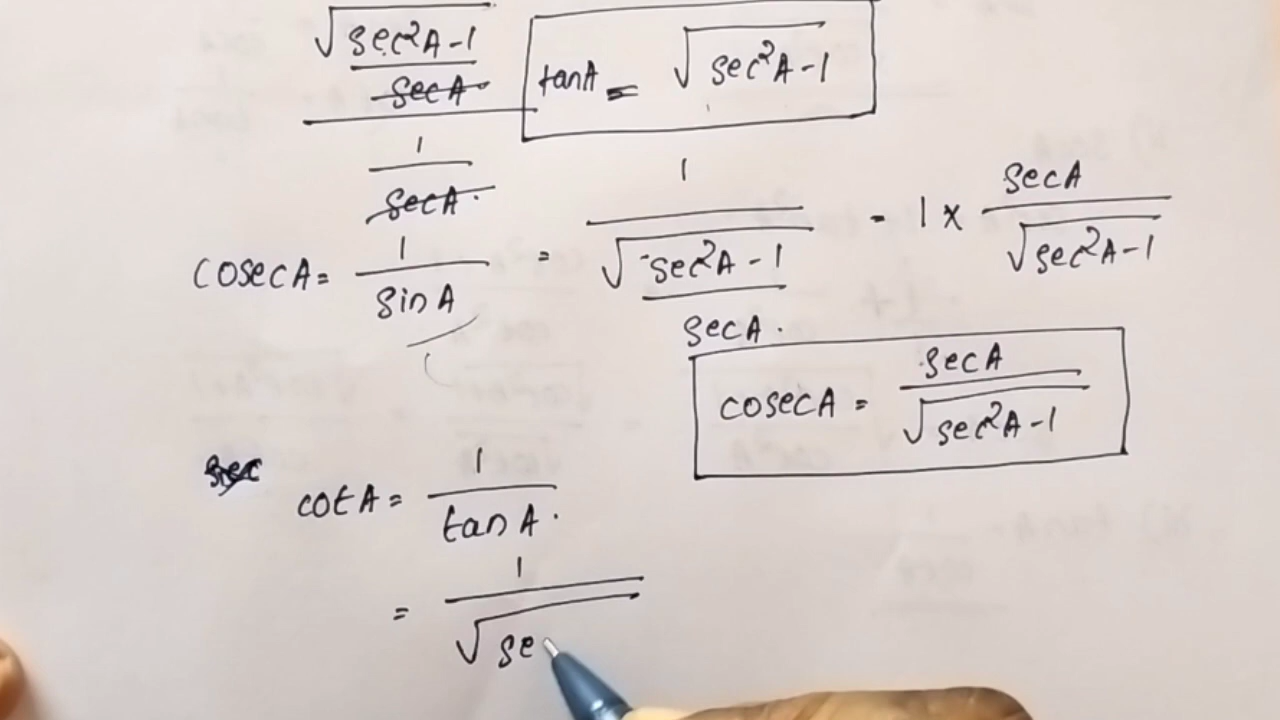 √sec²A-1 / secA
tanA = √sec²A-1
1 / secA.
cosecA = 1 / sinA = 1 / (√sec²A-1 / secA.) = 1 × secA / √sec²A-1
cosecA = secA / √sec²A-1
sec cotA = 1 / tanA.
= 1 / √se